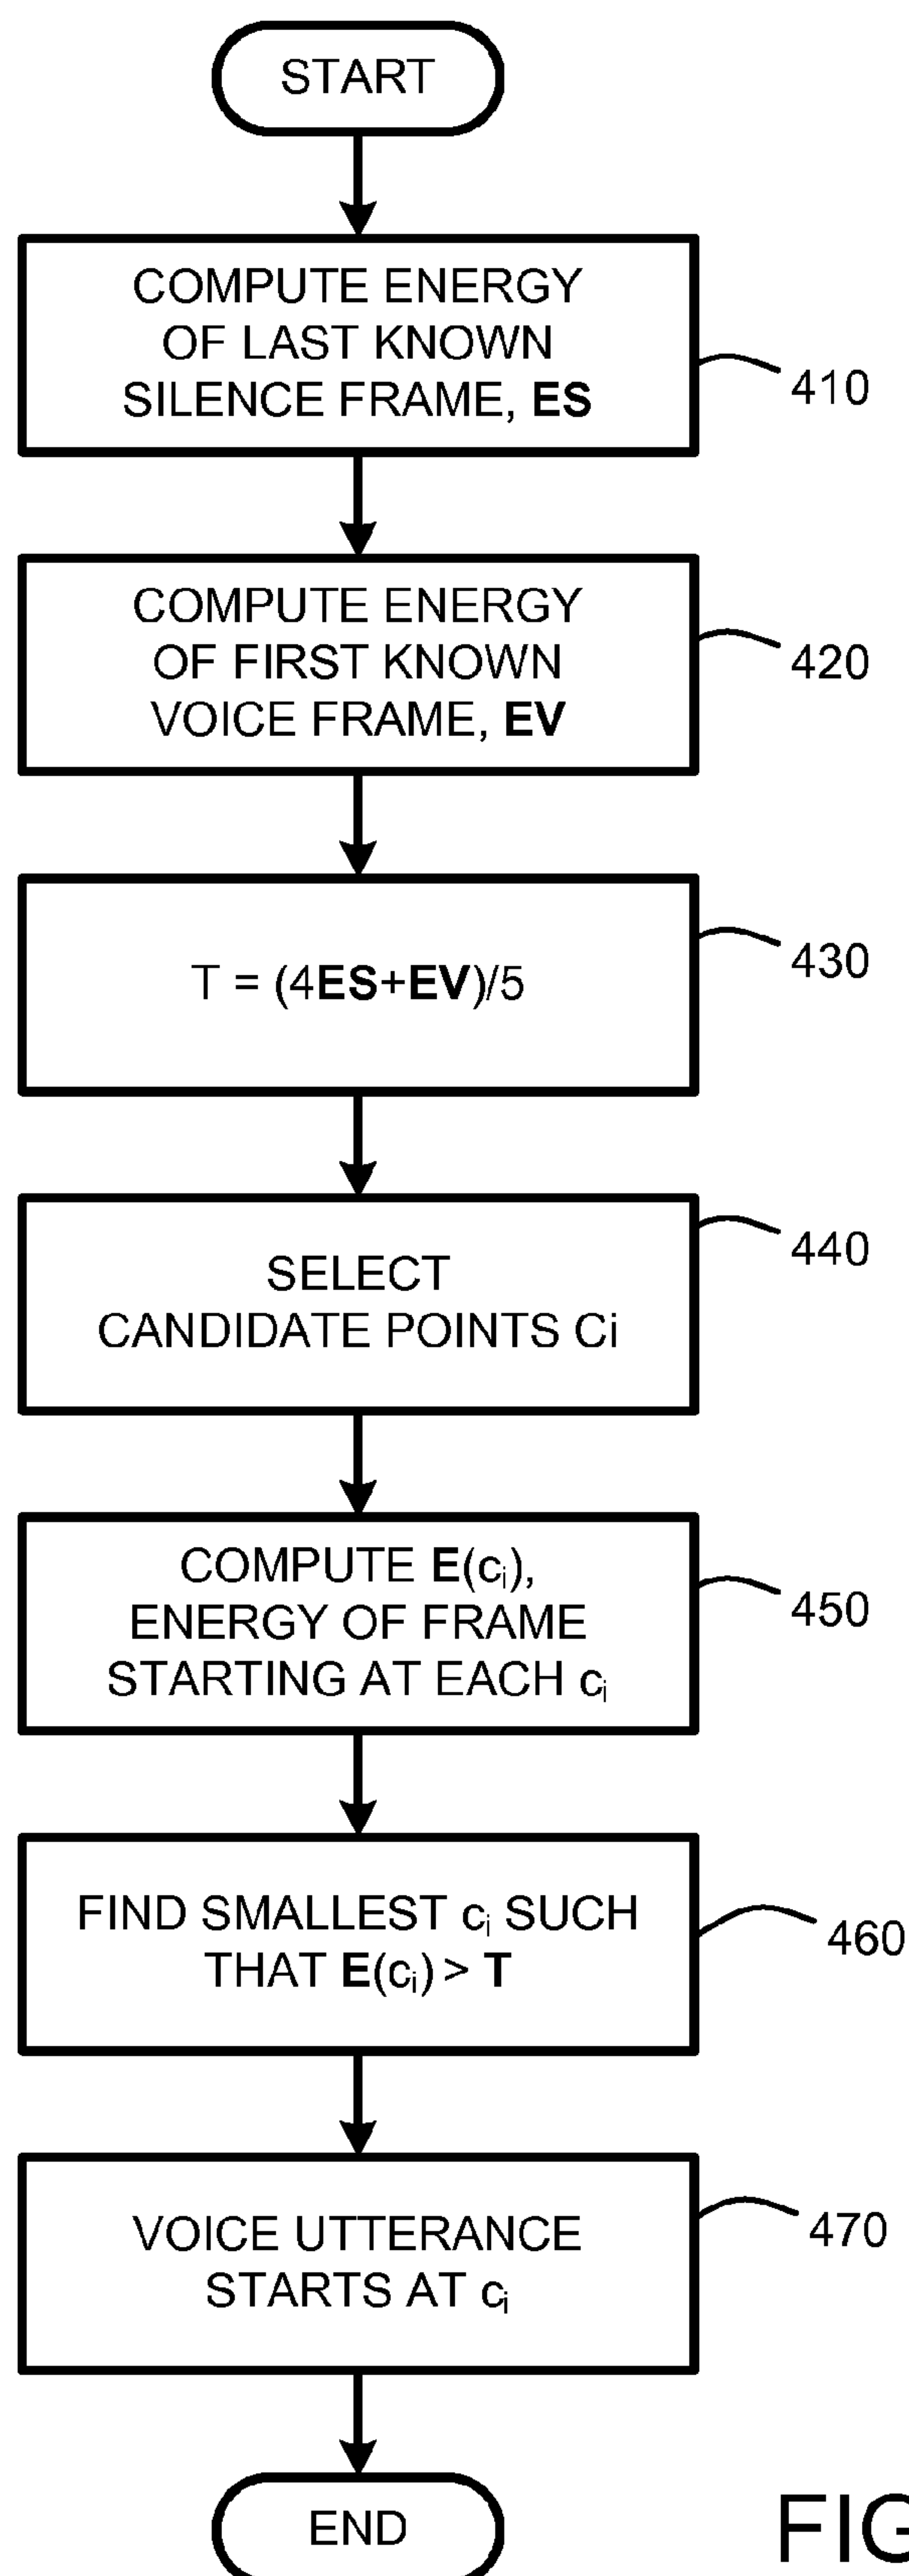 START
COMPUTE ENERGY
OF LAST KNOWN
SILENCE FRAME, ES
410
COMPUTE ENERGY
OF FIRST KNOWN
VOICE FRAME, EV
420
T = (4ES+EV)/5
430
SELECT
CANDIDATE POINTS Ci
440
COMPUTE E(cᵢ),
ENERGY OF FRAME
STARTING AT EACH cᵢ
450
FIND SMALLEST cᵢ SUCH
THAT E(cᵢ) > T
460
VOICE UTTERANCE
STARTS AT cᵢ
470
END